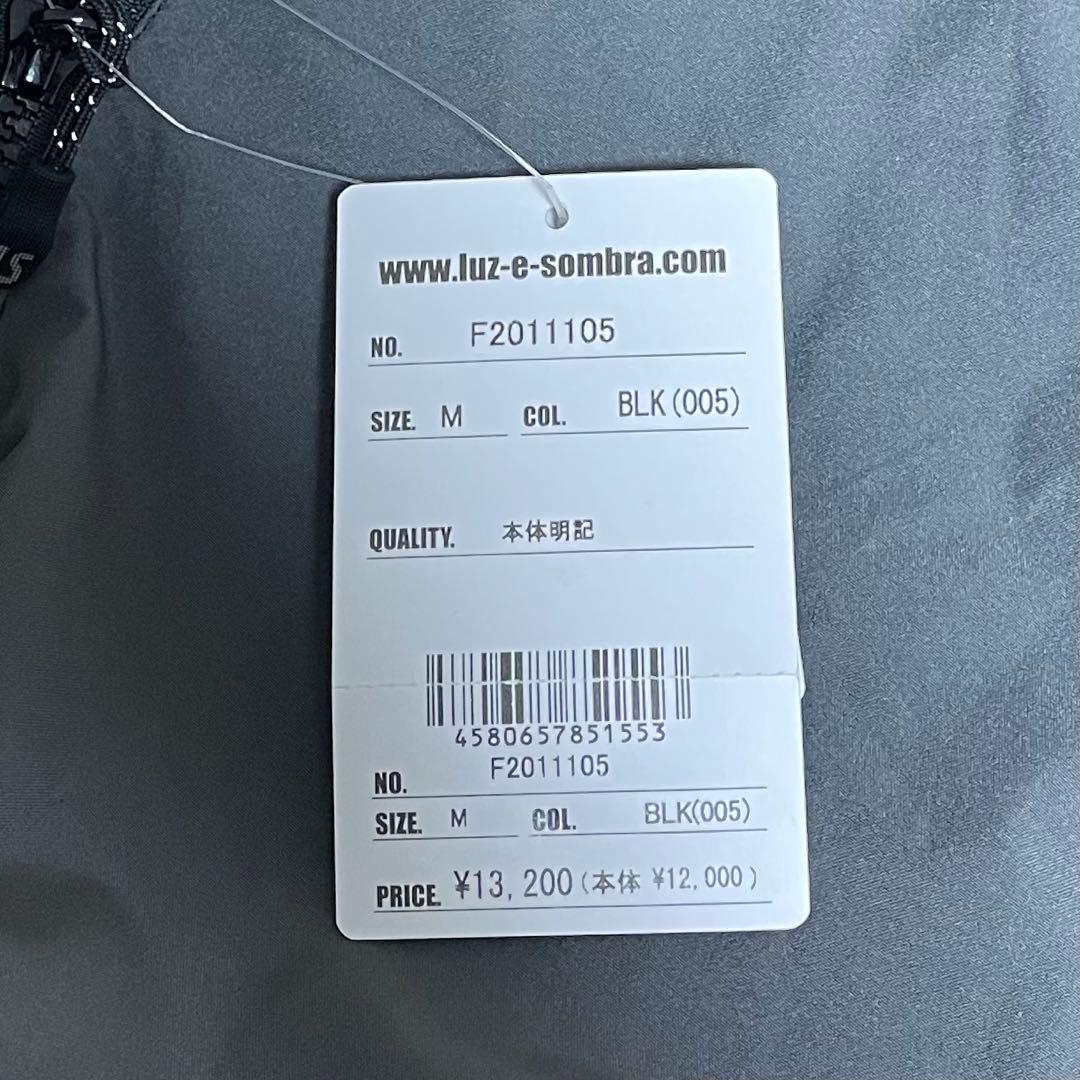 www.luz-e-sombra.com
NO. F2011105
SIZE. M COL. BLK(005)
QUALITY. 本体明記
4580657851553
NO. F2011105
SIZE. M COL. BLK(005)
PRICE. ¥13,200(本体 ¥12,000)